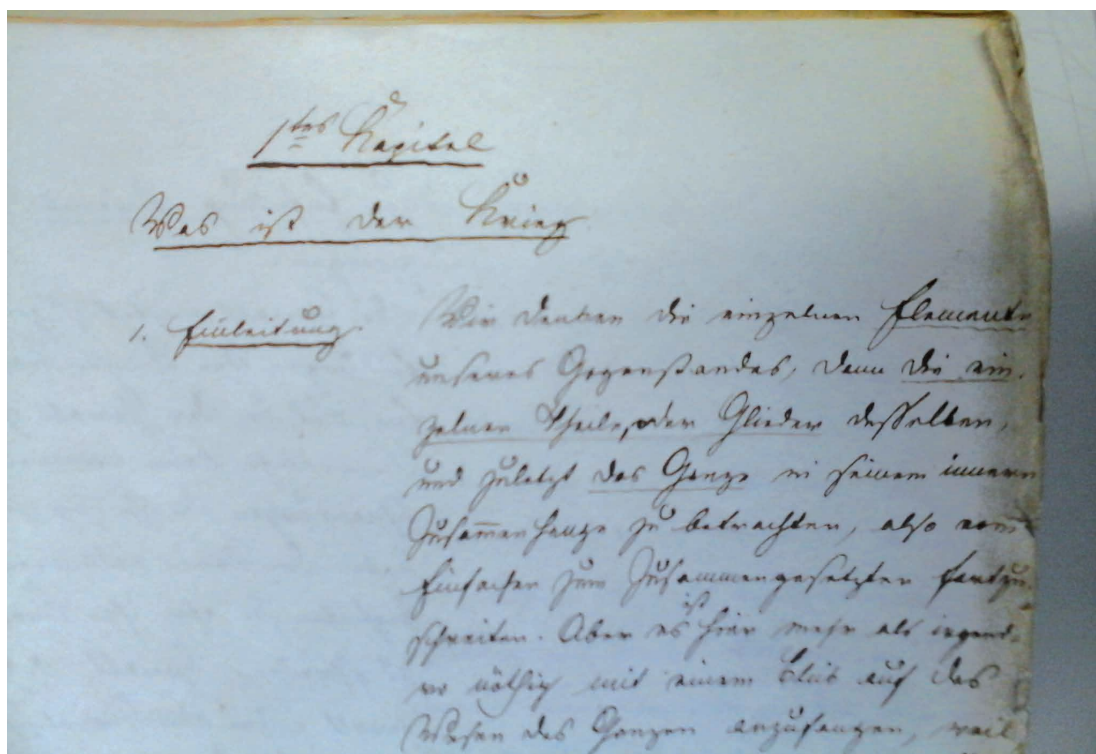 1tes Kapitel
Was ist der Krieg
1. Einleitung.
Wir denken die einzelnen Elemente
unseres Gegenstandes, dann die ein-
zelnen Theile, oder Glieder desselben,
und zuletzt das Ganze in seinem innern
Zusam̅enhange zu betrachten, also vom
Einfachen zum Zusammengesetzten fortzu
schreiten. Aber es ist hier mehr als irgend-
wo nöthig mit einem Blick auf das
Wesen des Ganzen anzufangen, weil